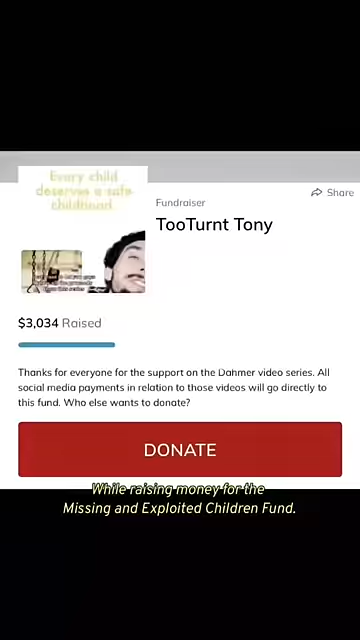 Every child
deserves a safe
childhood.
Share
Fundraiser
TooTurnt Tony
$3,034 Raised
Thanks for everyone for the support on the Dahmer video series. All
social media payments in relation to those videos will go directly to
this fund. Who else wants to donate?
DONATE
While raising money for the
Missing and Exploited Children Fund.